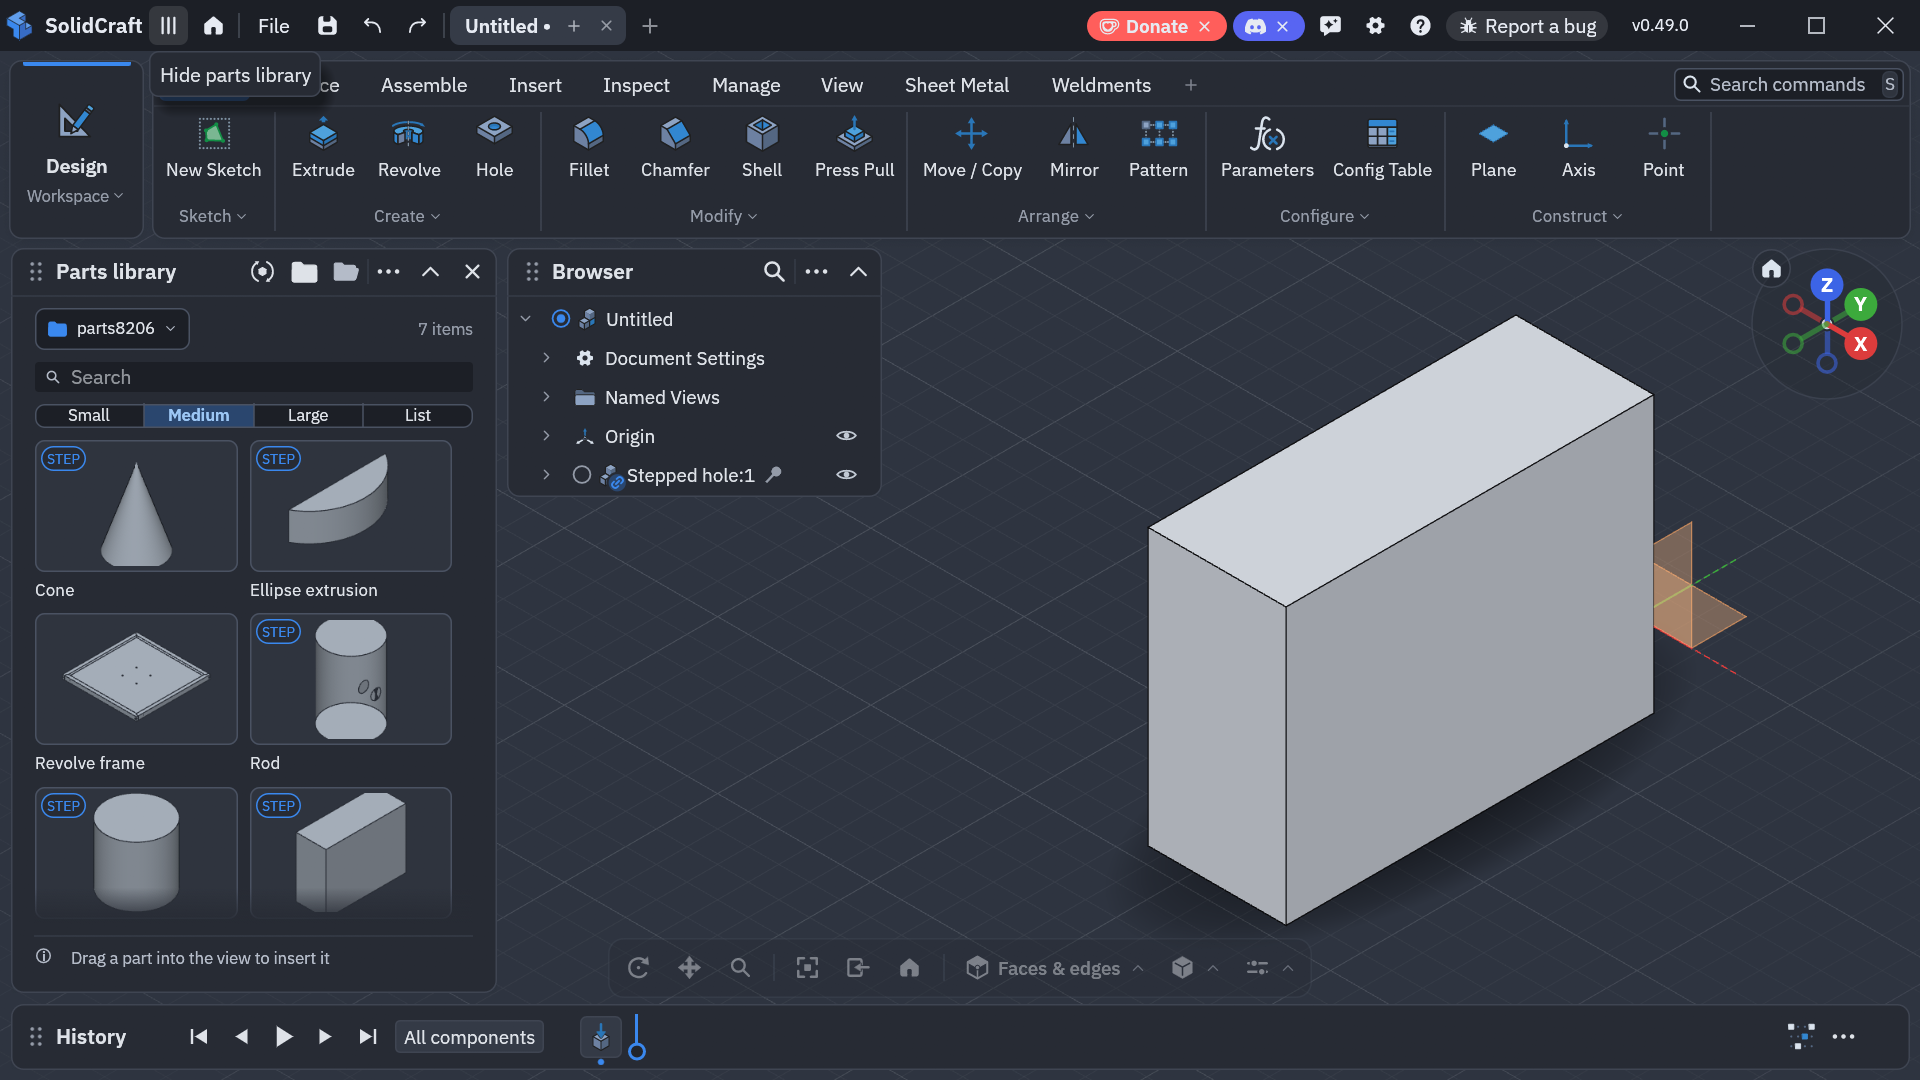 SolidCraft
File
Untitled •
Donate
Report a bug
v0.49.0
Hide parts library
ce
Assemble
Insert
Inspect
Manage
View
Sheet Metal
Weldments
Search commands
S
Design
Workspace
New Sketch
Extrude
Revolve
Hole
Fillet
Chamfer
Shell
Press Pull
Move / Copy
Mirror
Pattern
Parameters
Config Table
Plane
Axis
Point
Sketch
Create
Modify
Arrange
Configure
Construct
Parts library
parts8206
7 items
Search
Small
Medium
Large
List
STEP
STEP
Cone
Ellipse extrusion
STEP
Revolve frame
Rod
STEP
STEP
Drag a part into the view to insert it
Browser
Untitled
Document Settings
Named Views
Origin
Stepped hole:1
Z
Y
X
Faces & edges
History
All components